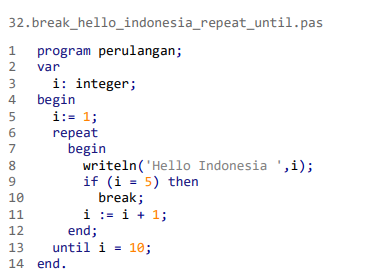 32.break_hello_indonesia_repeat_until.pas
1 program perulangan;
2 var
3   i: integer;
4 begin
5   i:= 1;
6   repeat
7     begin
8       writeln('Hello Indonesia ',i);
9       if (i = 5) then
10         break;
11       i := i + 1;
12     end;
13   until i = 10;
14 end.